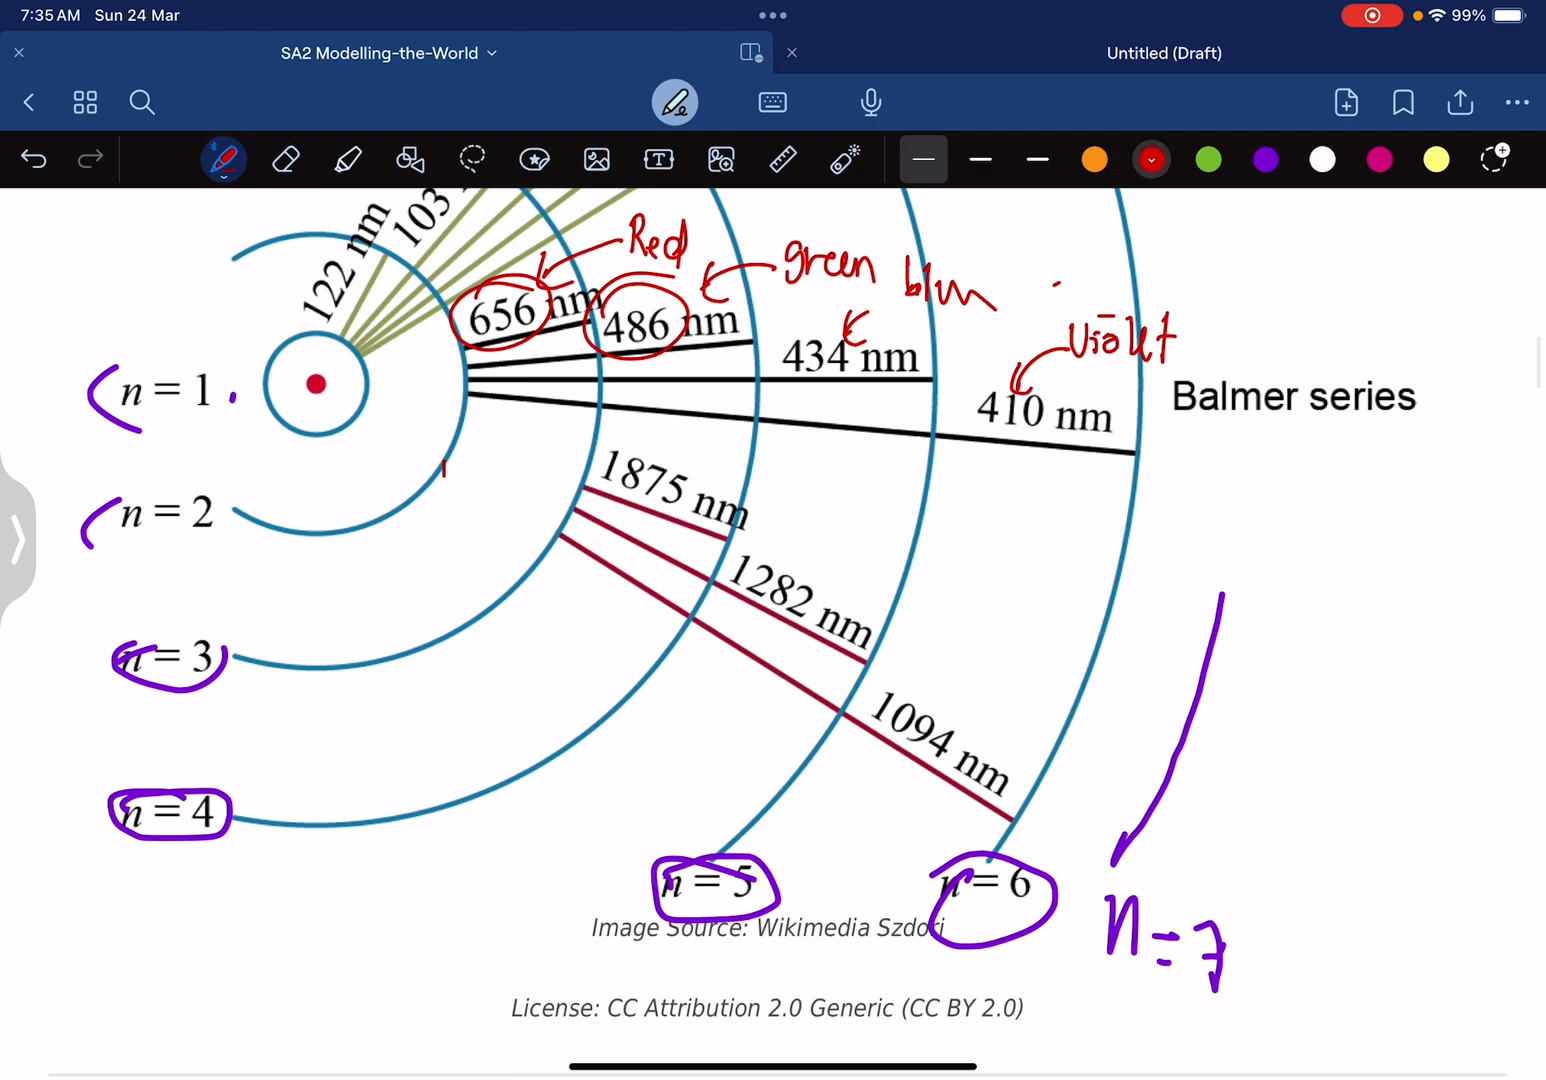 7:35 AM Sun 24 Mar
99%
SA2 Modelling-the-World
Untitled (Draft)
122 nm
103
Red
green
656 nm
486 nm
434 nm
Violet
410 nm
Balmer series
n = 1
n = 2
n = 3
n = 4
1875 nm
1282 nm
1094 nm
n = 5
n = 6
n = 7
Image Source: Wikimedia Szdori
License: CC Attribution 2.0 Generic (CC BY 2.0)